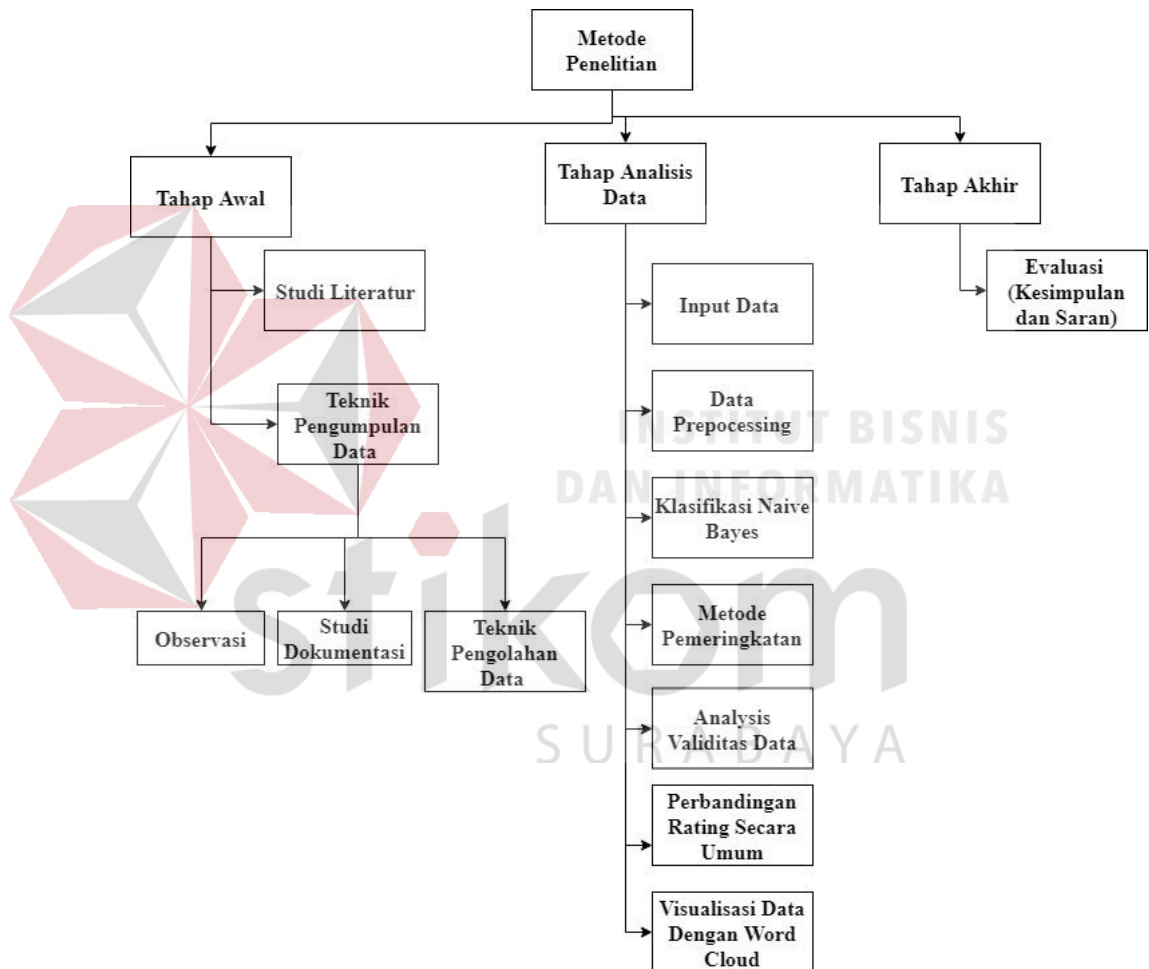 Metode
Penelitian
Tahap Awal
Tahap Analisis
Data
Tahap Akhir
Studi Literatur
Teknik
Pengumpulan
Data
Observasi
Studi
Dokumentasi
Teknik
Pengolahan
Data
Input Data
Data
Prepocessing
Klasifikasi Naive
Bayes
Metode
Pemeringkatan
Analysis
Validitas Data
Perbandingan
Rating Secara
Umum
Visualisasi Data
Dengan Word
Cloud
Evaluasi
(Kesimpulan
dan Saran)
INSTITUT BISNIS
DAN INFORMATIKA
stikom
SURABAYA